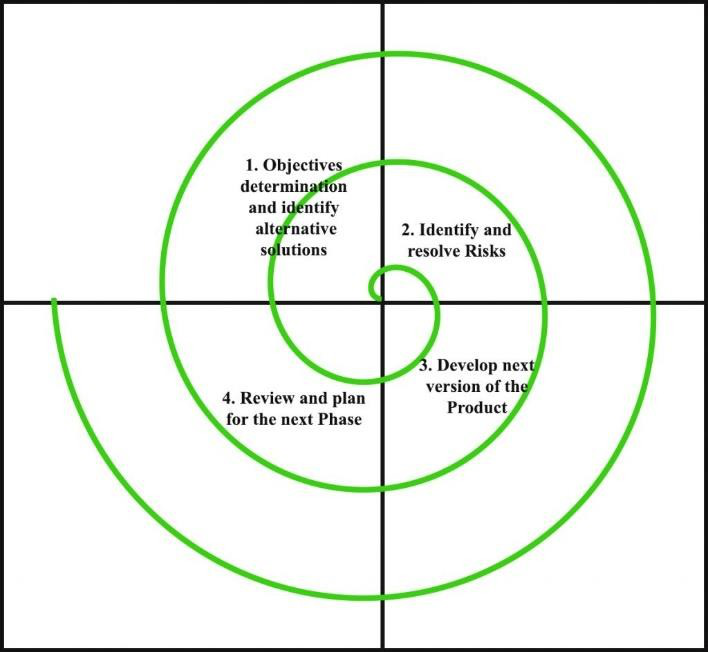 1. Objectives
determination
and identify
alternative
solutions
2. Identify and
resolve Risks
3. Develop next
version of the
Product
4. Review and plan
for the next Phase